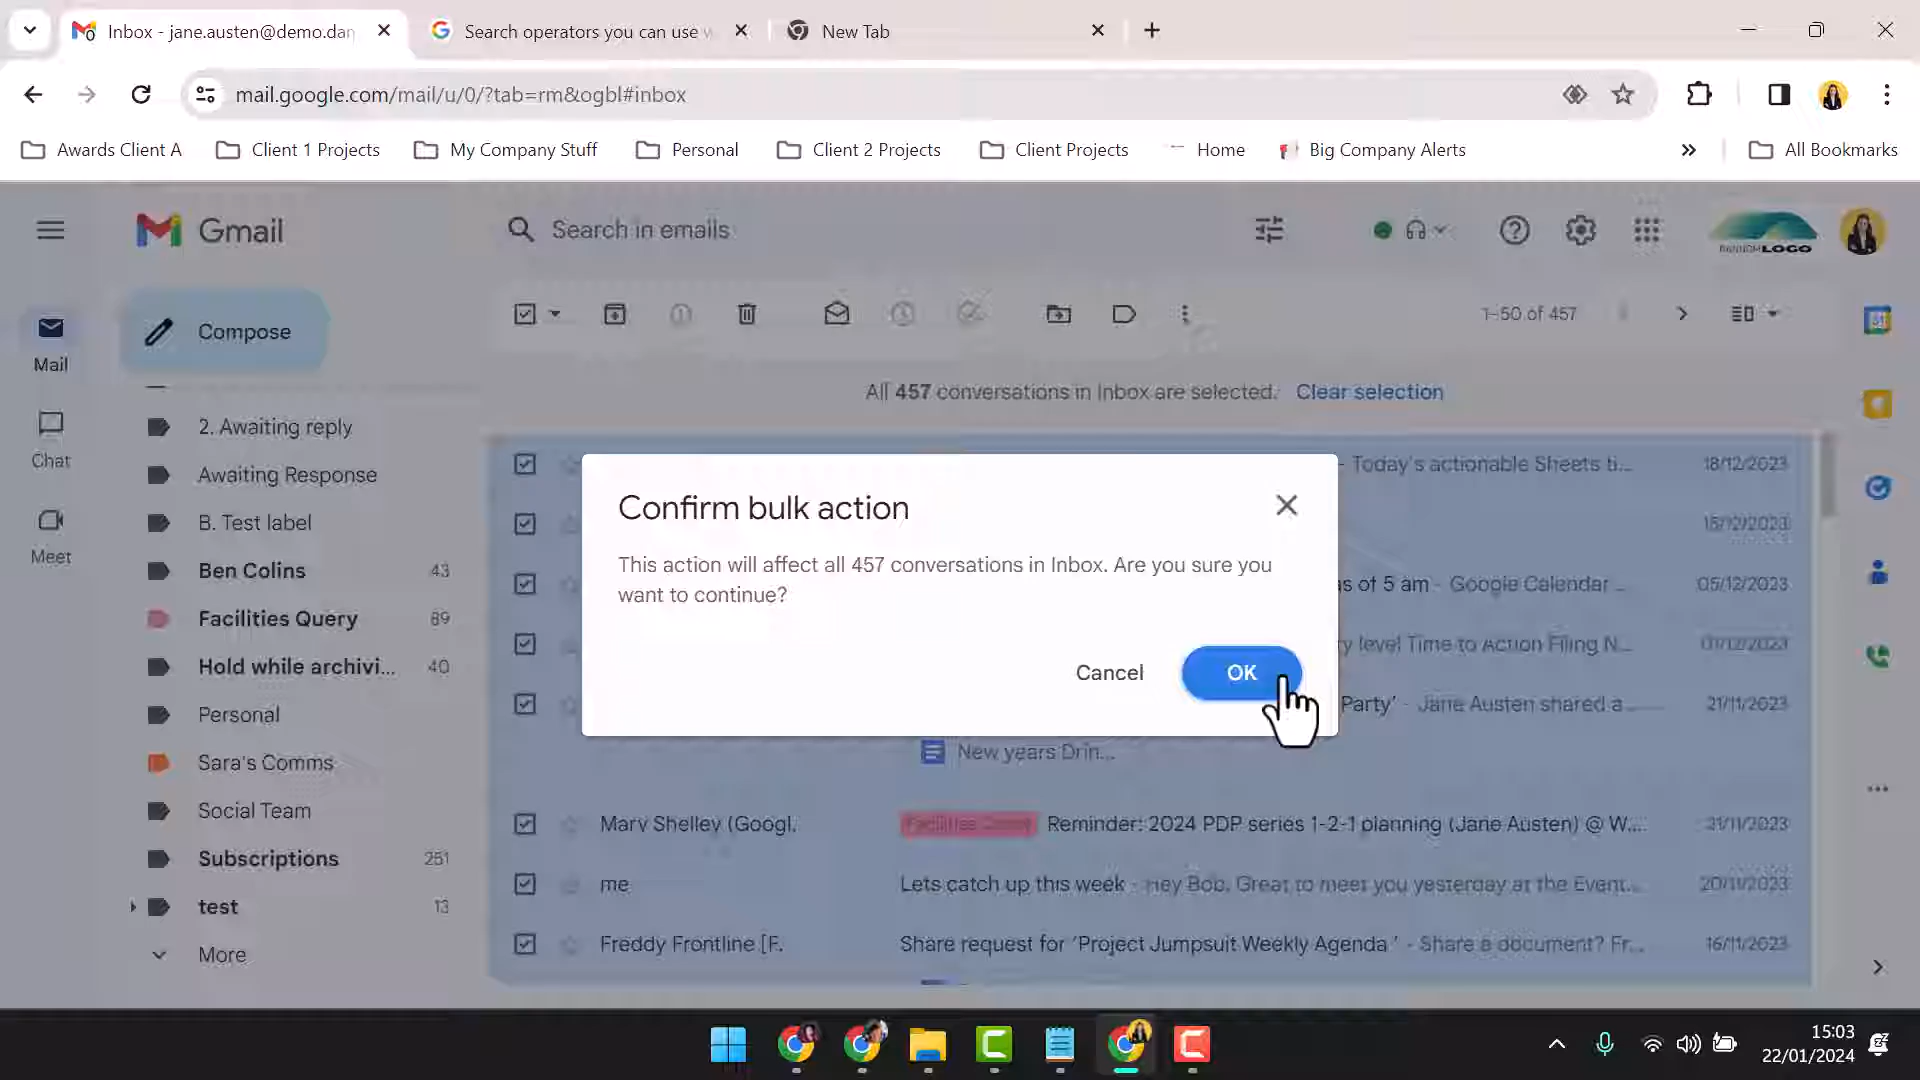 Inbox - jane.austen@demo.dan
Search operators you can use w
New Tab
mail.google.com/mail/u/0/?tab=rm&ogbl#inbox
Awards Client A
Client 1 Projects
My Company Stuff
Personal
Client 2 Projects
Client Projects
Home
Big Company Alerts
All Bookmarks
Gmail
Search in emails
LOGO
Compose
1-50 of 457
Mail
All 457 conversations in Inbox are selected. Clear selection
2. Awaiting reply
Chat
Awaiting Response
B. Test label
Meet
Ben Colins 43
Facilities Query 89
Hold while archivi... 40
Personal
Sara's Comms
Social Team
Subscriptions 251
test 13
More
- Today's actionable Sheets ti... 18/12/2023
15/12/2023
as of 5 am - Google Calendar ... 05/12/2023
y level Time to Action Filing N... 01/12/2023
Party' - Jane Austen shared a... 21/11/2023
New years Drin...
Confirm bulk action
This action will affect all 457 conversations in Inbox. Are you sure you
want to continue?
Cancel
OK
Mary Shelley (Googl. Facilities Query Reminder: 2024 PDP series 1-2-1 planning (Jane Austen) @ W... 21/11/2023
me Lets catch up this week - Hey Bob, Great to meet you yesterday at the Event... 20/11/2023
Freddy Frontline [F. Share request for 'Project Jumpsuit Weekly Agenda ' - Share a document? Fr... 16/11/2023
15:03
22/01/2024